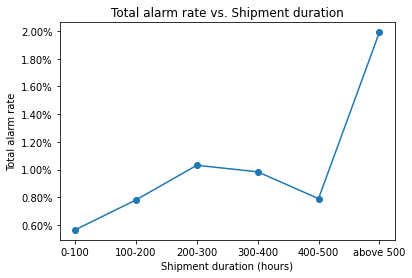 Total alarm rate vs. Shipment duration
Total alarm rate
2.00%
1.80%
1.60%
1.40%
1.20%
1.00%
0.80%
0.60%
0-100 100-200 200-300 300-400 400-500 above 500
Shipment duration (hours)